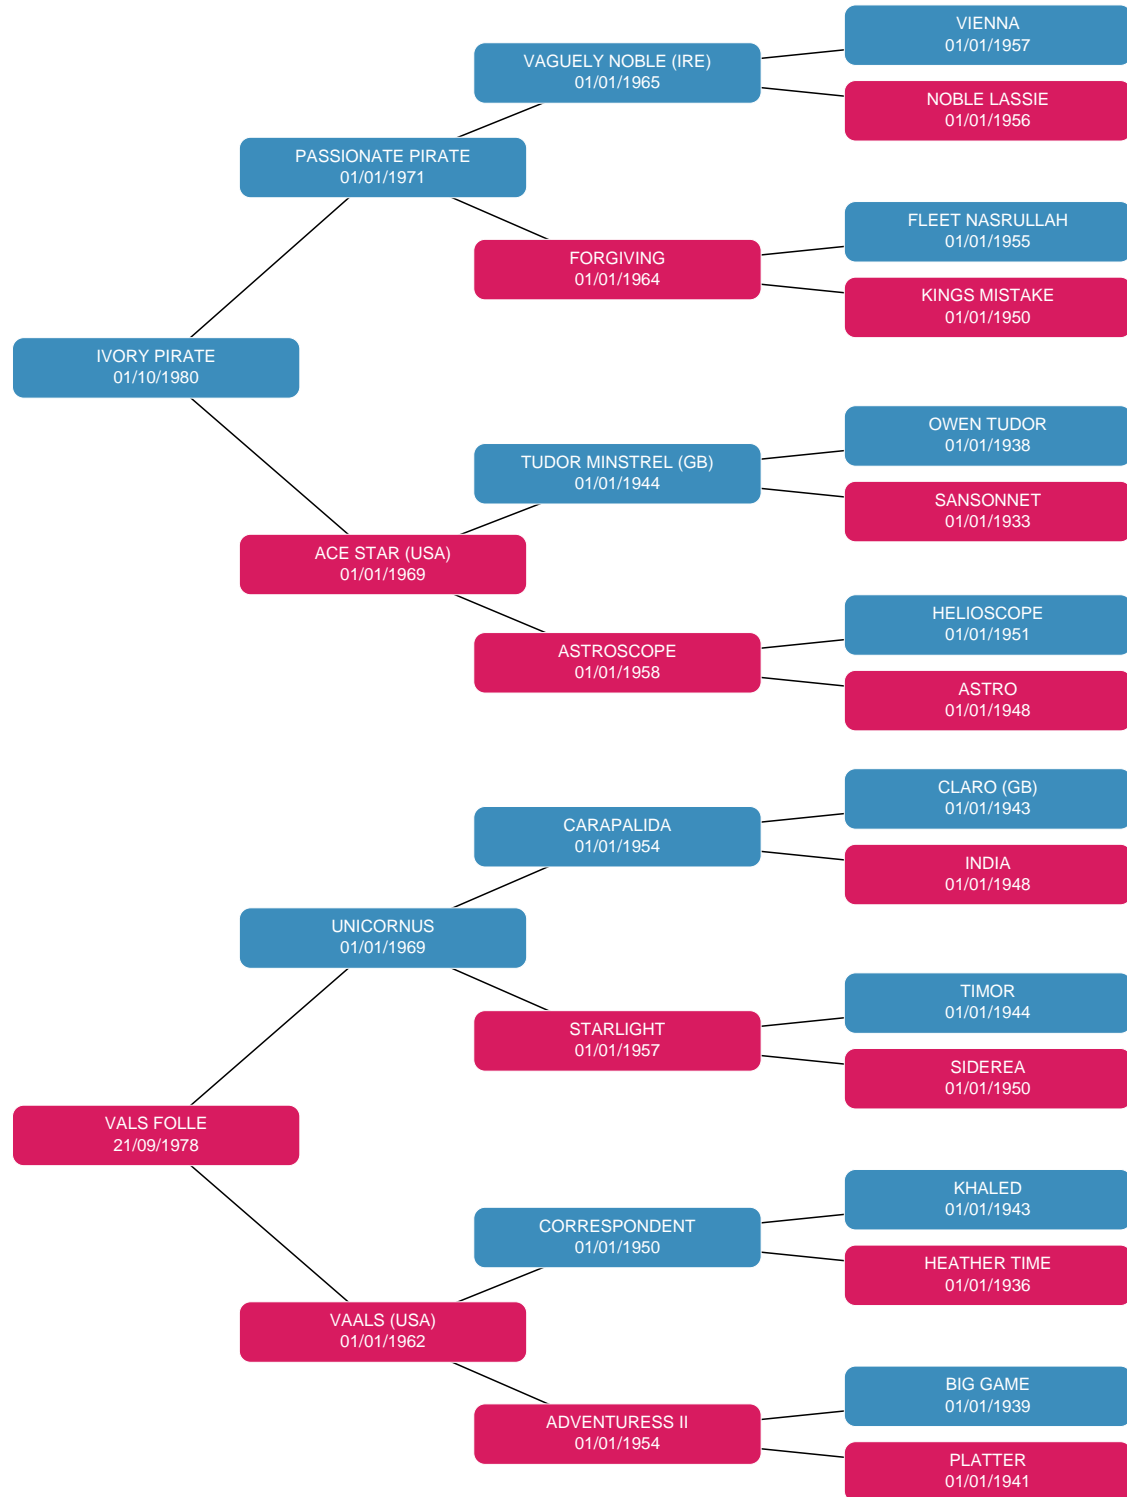 VIENNA
01/01/1957
VAGUELY NOBLE (IRE)
01/01/1965
NOBLE LASSIE
01/01/1956
PASSIONATE PIRATE
01/01/1971
FLEET NASRULLAH
01/01/1955
FORGIVING
01/01/1964
KINGS MISTAKE
01/01/1950
IVORY PIRATE
01/10/1980
OWEN TUDOR
01/01/1938
TUDOR MINSTREL (GB)
01/01/1944
SANSONNET
01/01/1933
ACE STAR (USA)
01/01/1969
HELIOSCOPE
01/01/1951
ASTROSCOPE
01/01/1958
ASTRO
01/01/1948
CLARO (GB)
01/01/1943
CARAPALIDA
01/01/1954
INDIA
01/01/1948
UNICORNUS
01/01/1969
TIMOR
01/01/1944
STARLIGHT
01/01/1957
SIDEREA
01/01/1950
VALS FOLLE
21/09/1978
KHALED
01/01/1943
CORRESPONDENT
01/01/1950
HEATHER TIME
01/01/1936
VAALS (USA)
01/01/1962
BIG GAME
01/01/1939
ADVENTURESS II
01/01/1954
PLATTER
01/01/1941